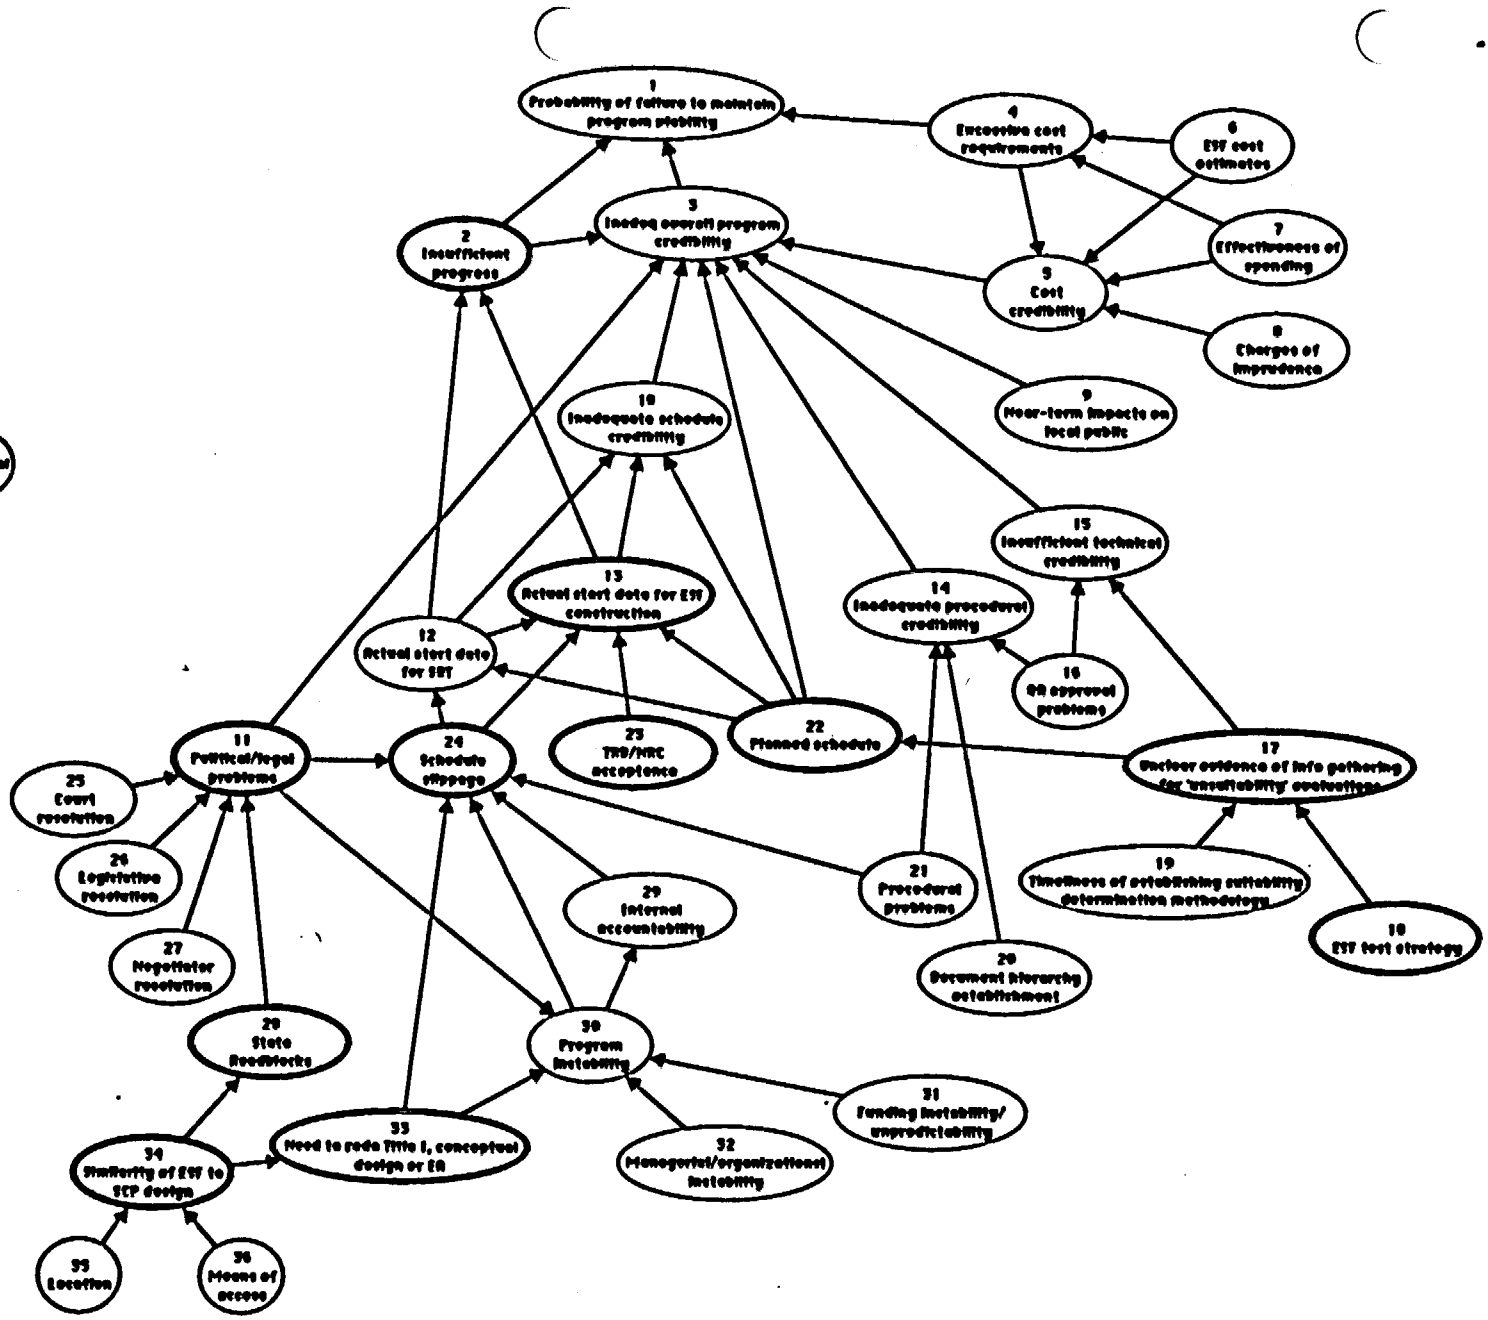 1
Probability of failure to maintain
program viability
4
Excessive cost
requirements
6
ESF cost
estimates
3
Inadeq overall program
credibility
2
Insufficient
progress
7
Effectiveness of
spending
5
Cost
credibility
8
Charges of
imprudence
9
Near-term impacts on
local public
10
Inadequate schedule
credibility
15
Insufficient technical
credibility
13
Actual start date for ESF
construction
14
Inadequate procedural
credibility
12
Actual start date
for SBT
16
QA approval
problems
11
Political/legal
problems
24
Schedule
slippage
23
TRB/NRC
acceptance
22
Planned schedule
17
Unclear evidence of info gathering
for 'unsuitability' evaluations
25
Court
resolution
26
Legislative
resolution
29
Internal
accountability
21
Procedural
problems
19
Timeliness of establishing suitability
determination methodology
18
ESF test strategy
27
Negotiator
resolution
20
Document hierarchy
establishment
28
State
Roadblocks
30
Program
instability
31
Funding instability/
unpredictability
33
Need to redo Title I, conceptual
design or EA
32
Managerial/organizational
instability
34
Similarity of ESF to
SCP design
35
Location
36
Means of
access